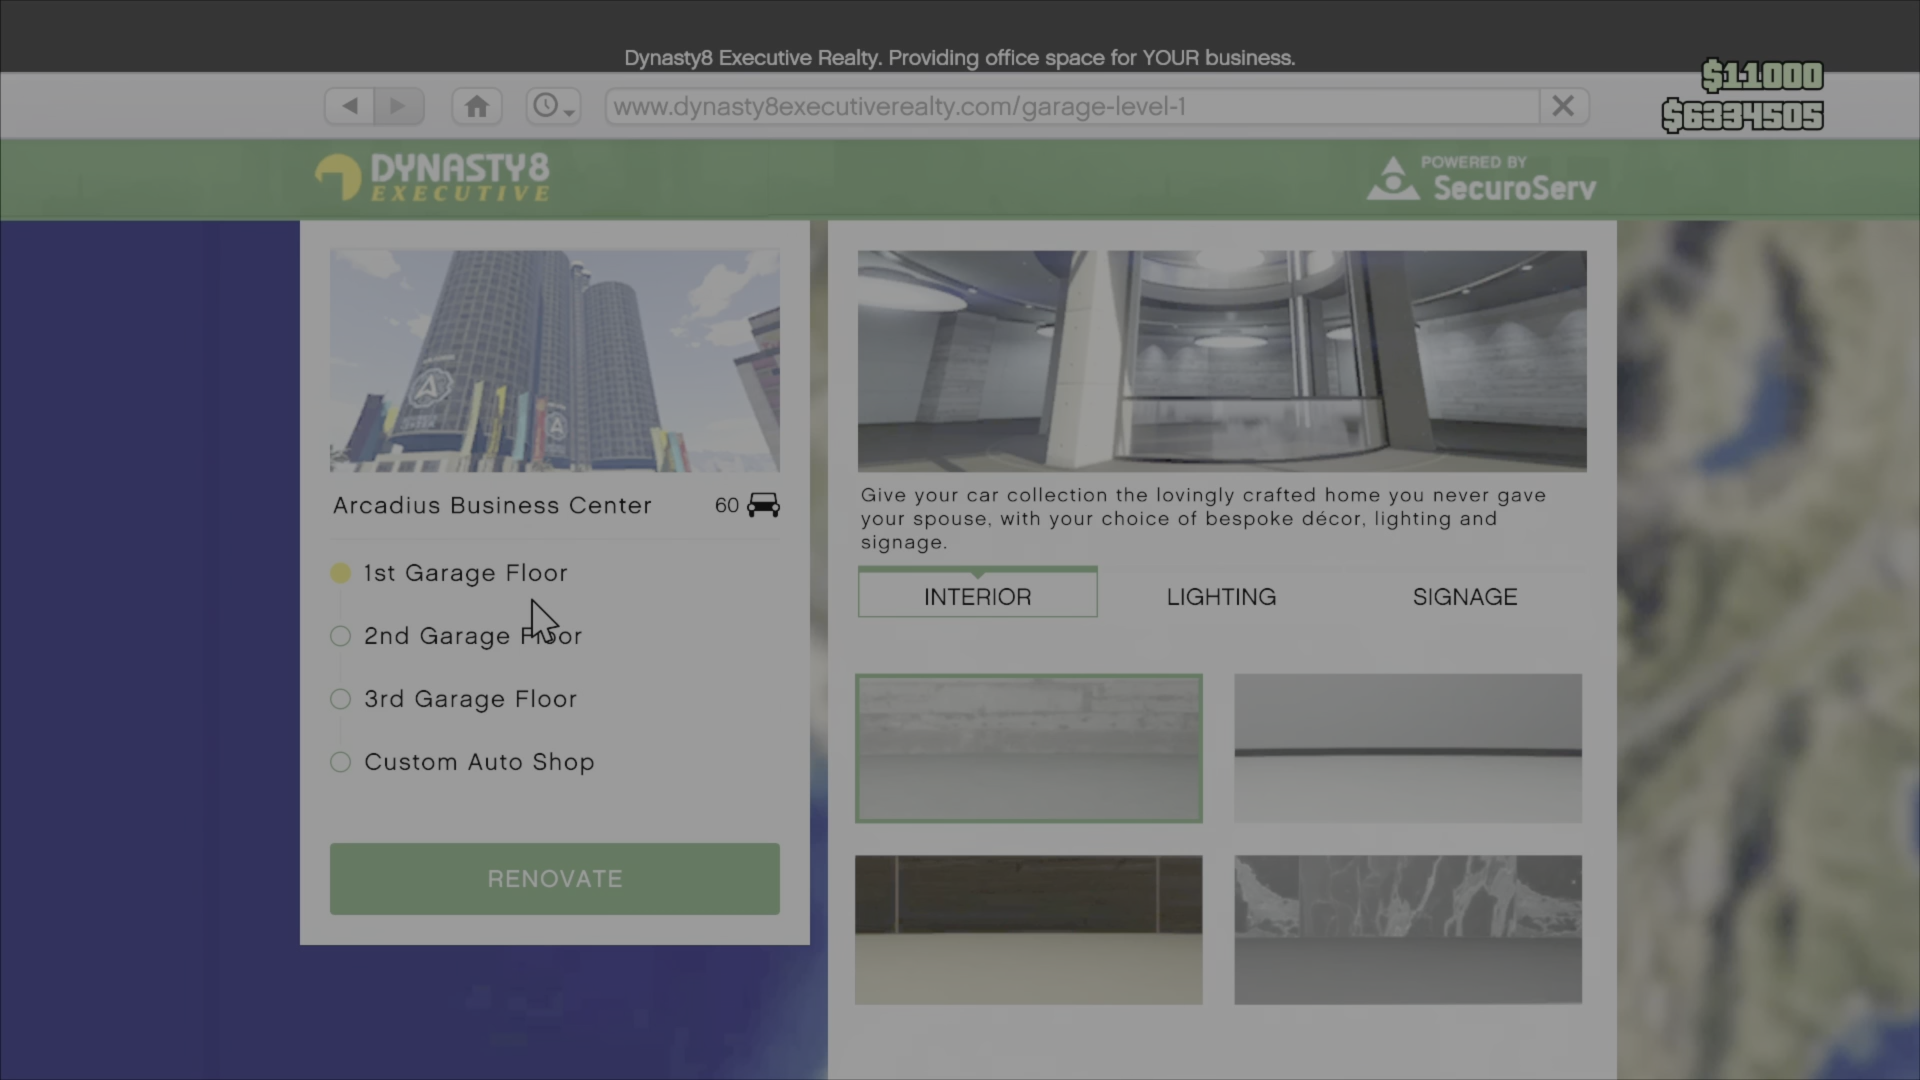 Dynasty8 Executive Realty. Providing office space for YOUR business.
$11000
www.dynasty8executiverealty.com/garage-level-1
$6334505
DYNASTY8
EXECUTIVE
POWERED BY
SecuroServ
Arcadius Business Center
60
1st Garage Floor
2nd Garage Floor
3rd Garage Floor
Custom Auto Shop
RENOVATE
Give your car collection the lovingly crafted home you never gave
your spouse, with your choice of bespoke décor, lighting and
signage.
INTERIOR
LIGHTING
SIGNAGE